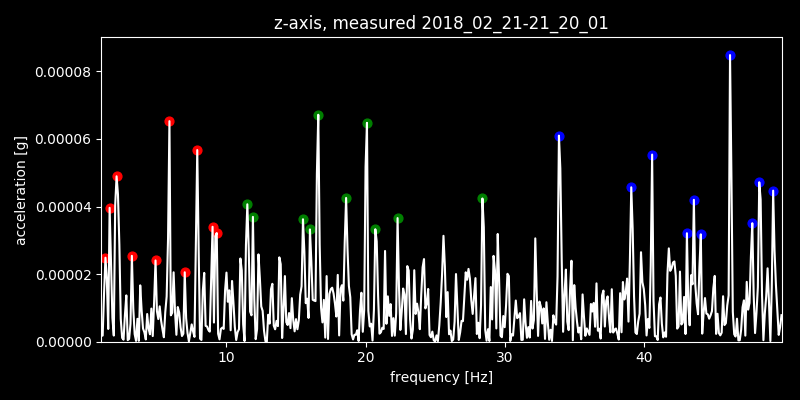 z-axis, measured 2018_02_21-21_20_01
acceleration [g]
0.00008
0.00006
0.00004
0.00002
0.00000
10 20 30 40
frequency [Hz]